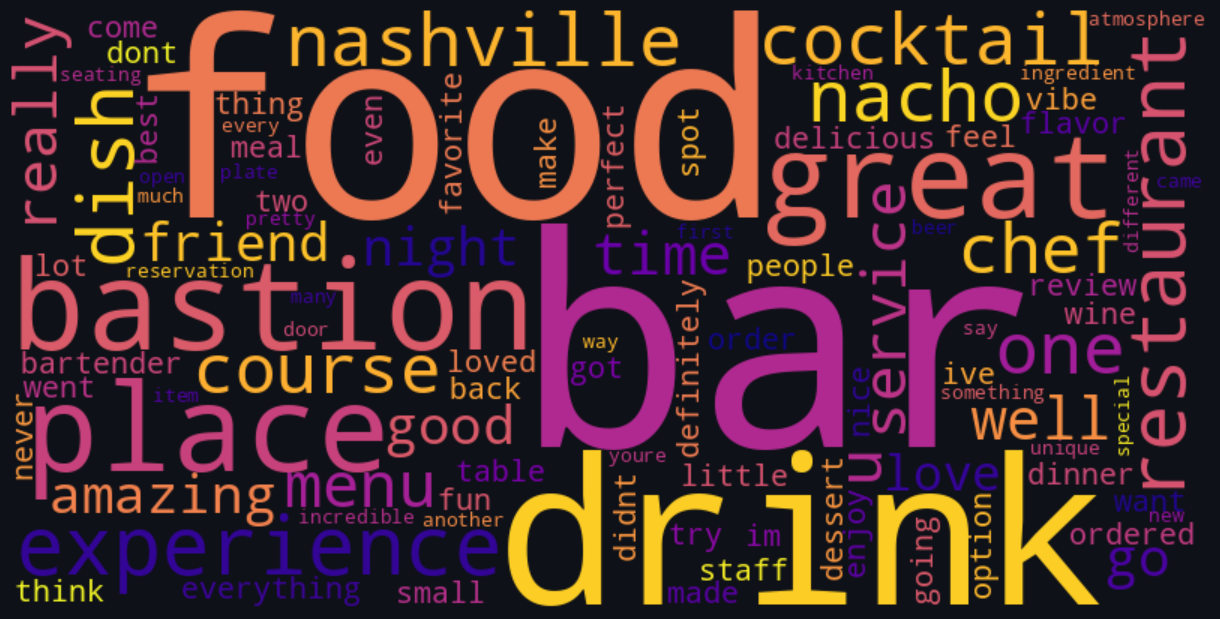 really
come
dont
seating
dish
best
food
thing
every
meal
open
plate
much
two
pretty
even
favorite
make
perfect
spot
nashville
cocktail
atmosphere
kitchen
ingredient
nacho
vibe
flavor
delicious
feel
great
different
came
restaurant
service
beer
friend
night
time
first
people
chef
lot
reservation
bastion
many
door
bar
way
got
definitely
order
review
wine
say
one
bartender
course
loved
back
went
item
never
place
good
nice
ive
something
well
special
unique
youre
amazing
menu
table
fun
little
love
dinner
want
new
incredible
another
experience
drink
didnt
try
im
dessert
enjoy
going
option
ordered
go
staff
think
everything
small
made